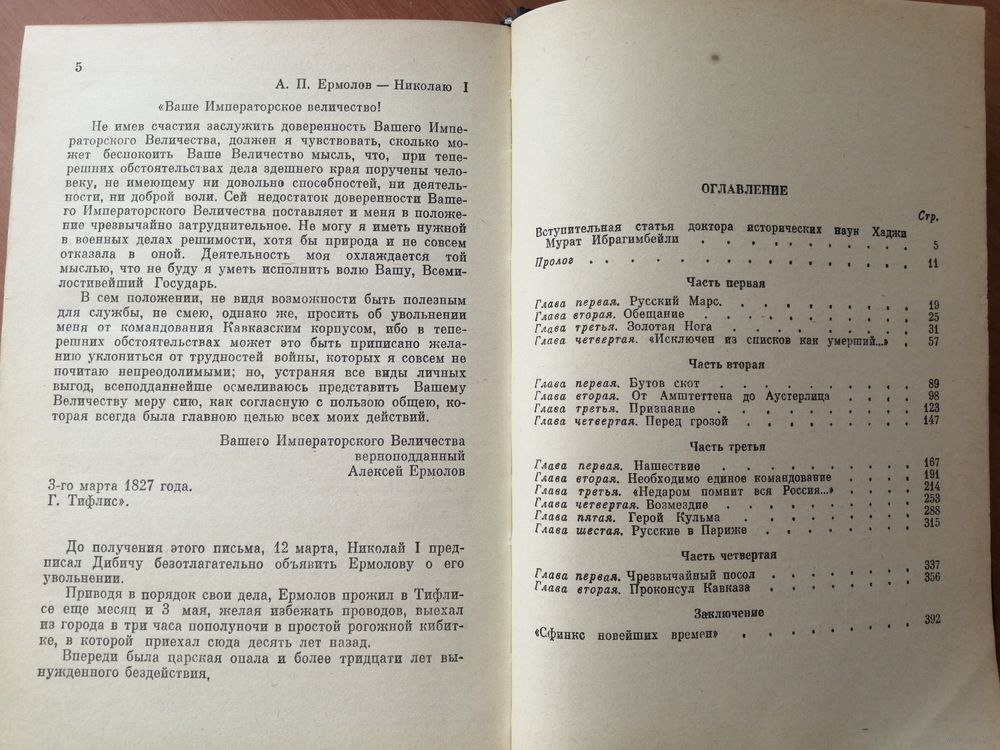 5
А. П. Ермолов — Николаю I
«Ваше Императорское величество!
Не имев счастия заслужить доверенность Вашего Импе-
раторского Величества, должен я чувствовать, сколько мо-
жет беспокоить Ваше Величество мысль, что, при тепе-
решних обстоятельствах дела здешнего края поручены чело-
веку, не имеющему ни довольно способностей, ни деятель-
ности, ни доброй воли. Сей недостаток доверенности Ваше-
го Императорского Величества поставляет и меня в положе-
ние чрезвычайно затруднительное. Не могу я иметь нужной
в военных делах решимости, хотя бы природа и не совсем
отказала в оной. Деятельность моя охлаждается той
мыслью, что не буду я уметь исполнить волю Вашу, Всеми-
лостивейший Государь.
В сем положении, не видя возможности быть полезным
для службы, не смею, однако же, просить об увольнении
меня от командования Кавказским корпусом, ибо в тепе-
решних обстоятельствах может это быть приписано жела-
нию уклониться от трудностей войны, которых я совсем не
почитаю непреодолимыми; но, устраняя все виды личных
выгод, всеподданнейше осмеливаюсь представить Вашему
Величеству меру сию, как согласную с пользою общею, ко-
торая всегда была главною целью всех моих действий.
Вашего Императорского Величества
верноподданный
Алексей Ермолов
3-го марта 1827 года.
Г. Тифлис».
До получения этого письма, 12 марта, Николай I пред-
писал Дибичу безотлагательно объявить Ермолову о его
увольнении.
Приводя в порядок свои дела, Ермолов прожил в Тифли-
се еще месяц и 3 мая, желая избежать проводов, выехал
из города в три часа пополуночи в простой рогожной кибит-
ке, в которой приехал сюда десять лет назад.
Впереди была царская опала и более тридцати лет вы-
нужденного бездействия,
ОГЛАВЛЕНИЕ
Стр.
Вступительная статья доктора исторических наук Хаджи
Мурат Ибрагимбейли . . . . . . . . . 5
Пролог . . . . . . . . . . . . . 11
Часть первая
Глава первая. Русский Марс. . . . . . . . . 19
Глава вторая. Обещание . . . . . . . . . 25
Глава третья. Золотая Нога . . . . . . . . 31
Глава четвертая. «Исключен из списков как умерший...» . 57
Часть вторая
Глава первая. Бутов скот . . . . . . . . . 89
Глава вторая. От Амштеттена до Аустерлица . . . . 98
Глава третья. Признание . . . . . . . . . 123
Глава четвертая. Перед грозой . . . . . . . 147
Часть третья
Глава первая. Нашествие . . . . . . . . . 167
Глава вторая. Необходимо единое командование . . . . 191
Глава третья. «Недаром помнит вся Россия...» . . . . 214
Глава четвертая. Возмездие . . . . . . . . 253
Глава пятая. Герой Кульма . . . . . . . . 288
Глава шестая. Русские в Париже . . . . . . . 315
Часть четвертая
Глава первая. Чрезвычайный посол . . . . . . . 337
Глава вторая. Проконсул Кавказа . . . . . . . 356
Заключение
«Сфинкс новейших времен» . . . . . . . . 392